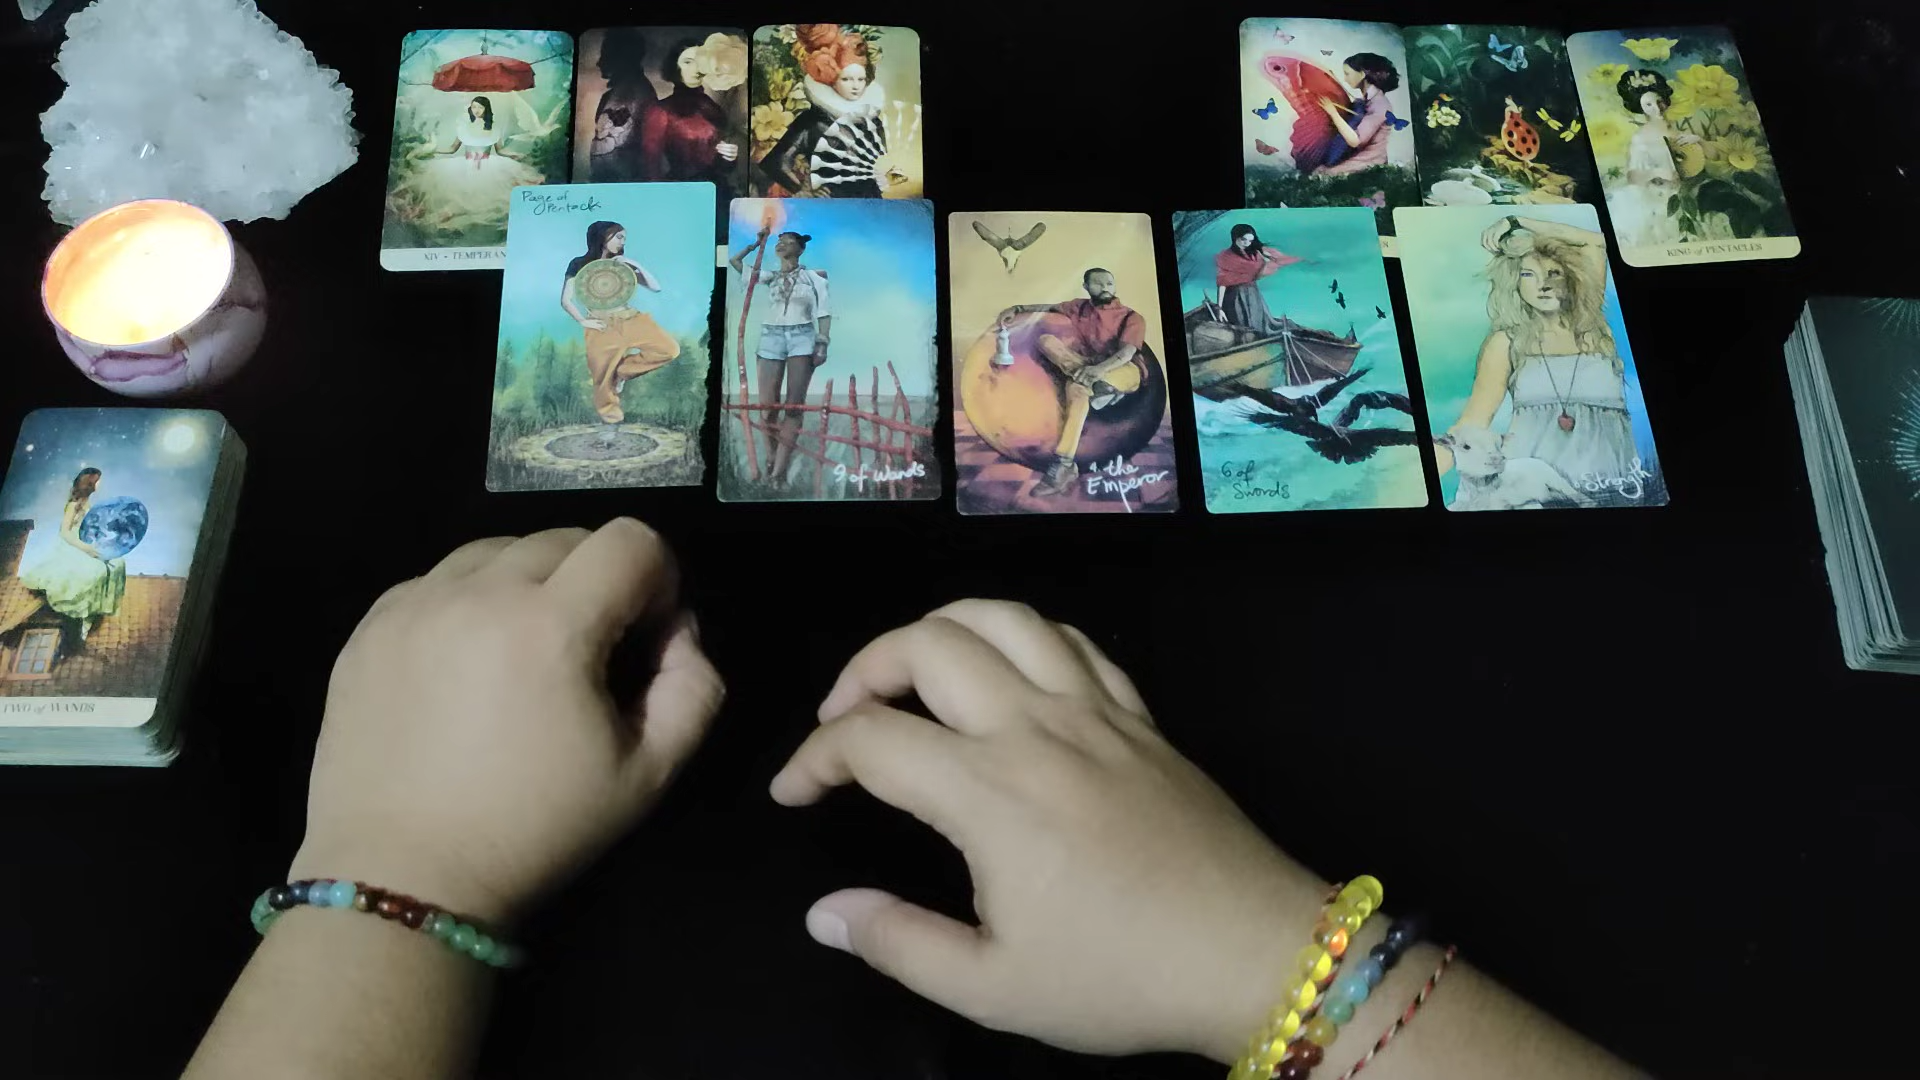 XIV • TEMPERAN
KING of PENTACLES
Page of
Pentacles
9 of Wands
4. the
Emperor
6 of
Swords
Strength
TWO of WANDS